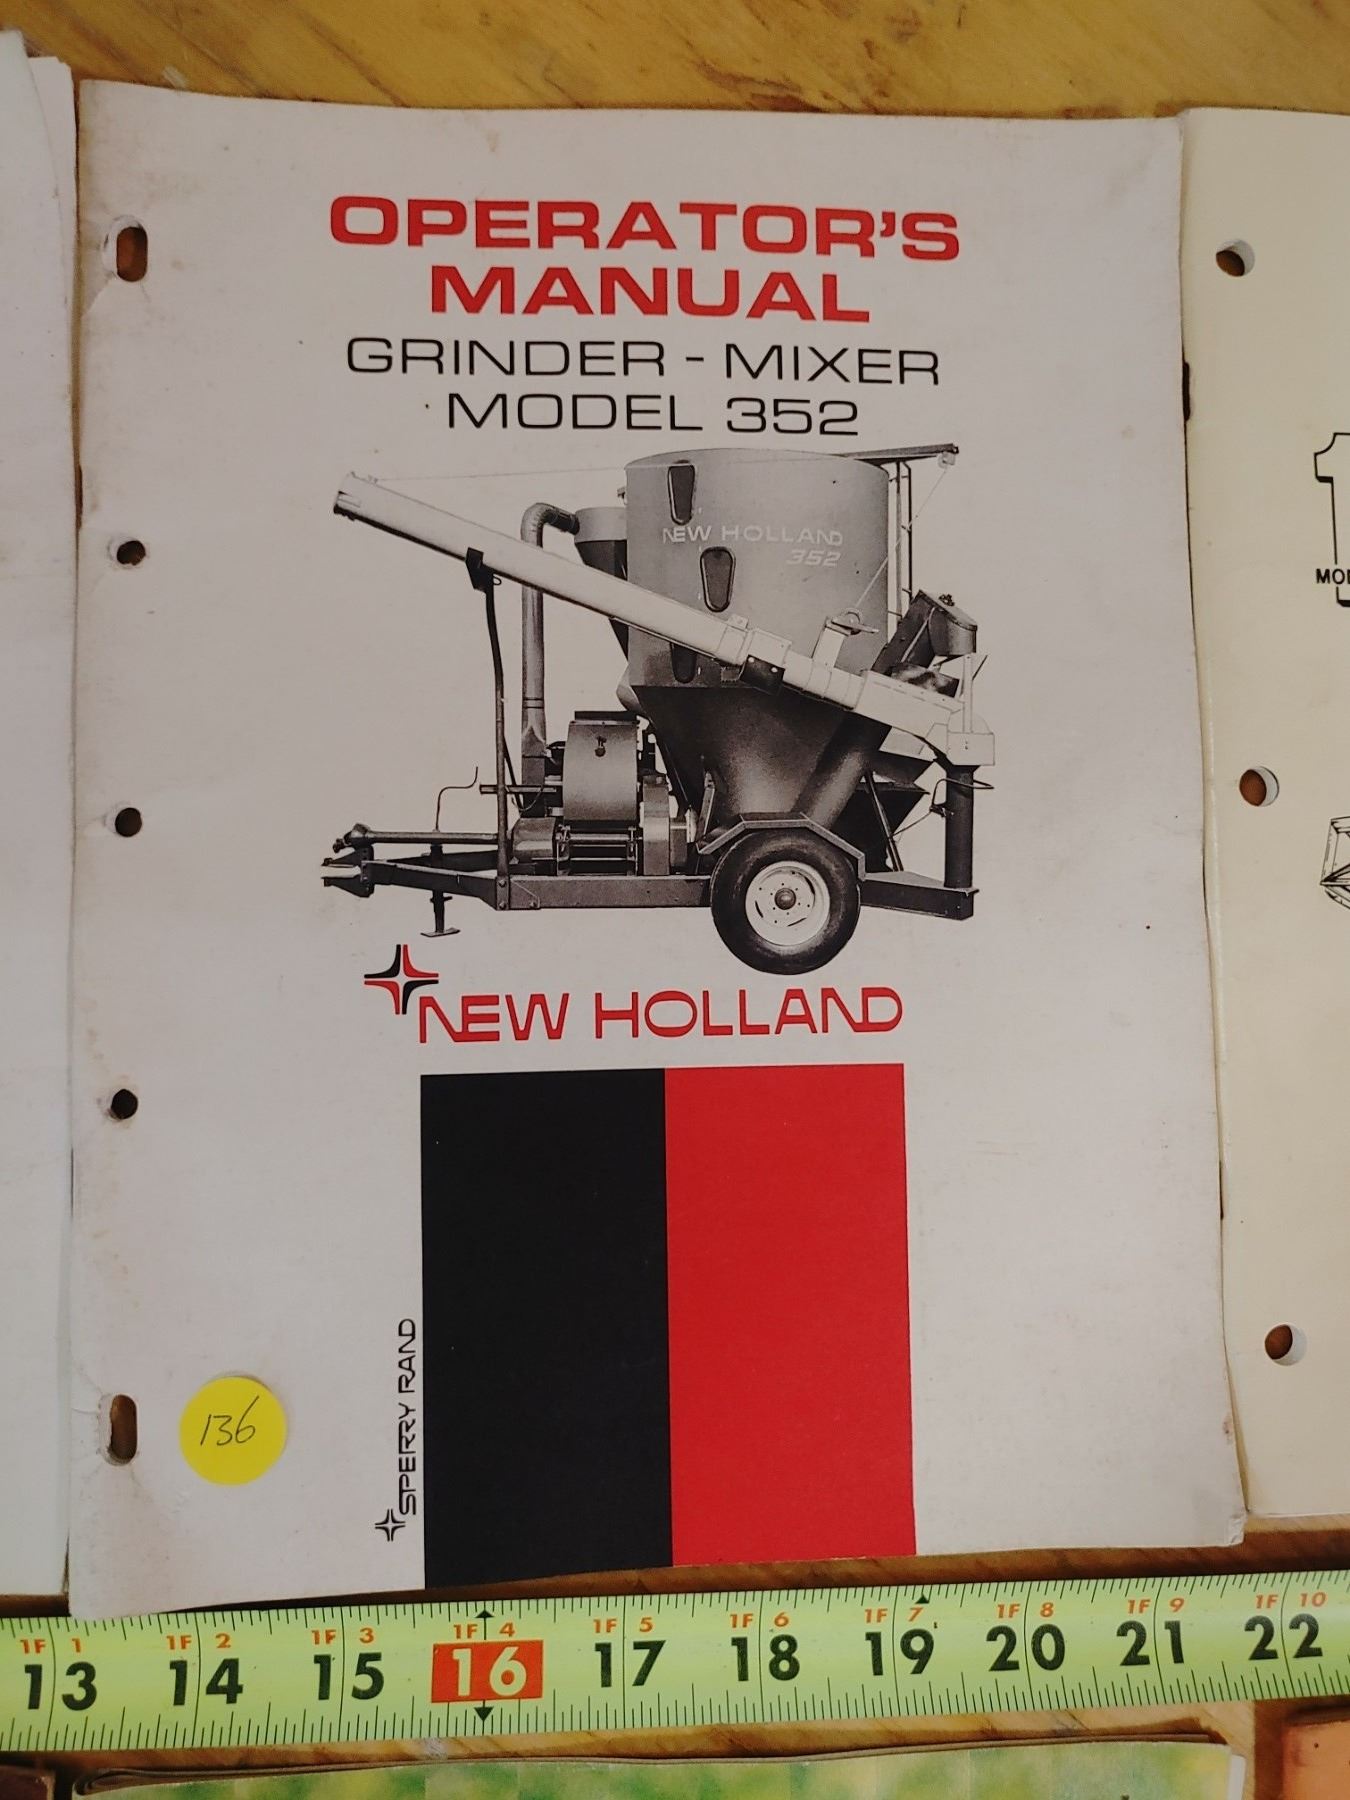 OPERATOR'S
MANUAL
GRINDER - MIXER
MODEL 352
NEW HOLLAND
352
NEW HOLLAND
SPERRY RAND
136
1F 1 1F 2 1F 3 1F 4 1F 5 1F 6 1F 7 1F 8 1F 9 1F 10
13 14 15 16 17 18 19 20 21 22